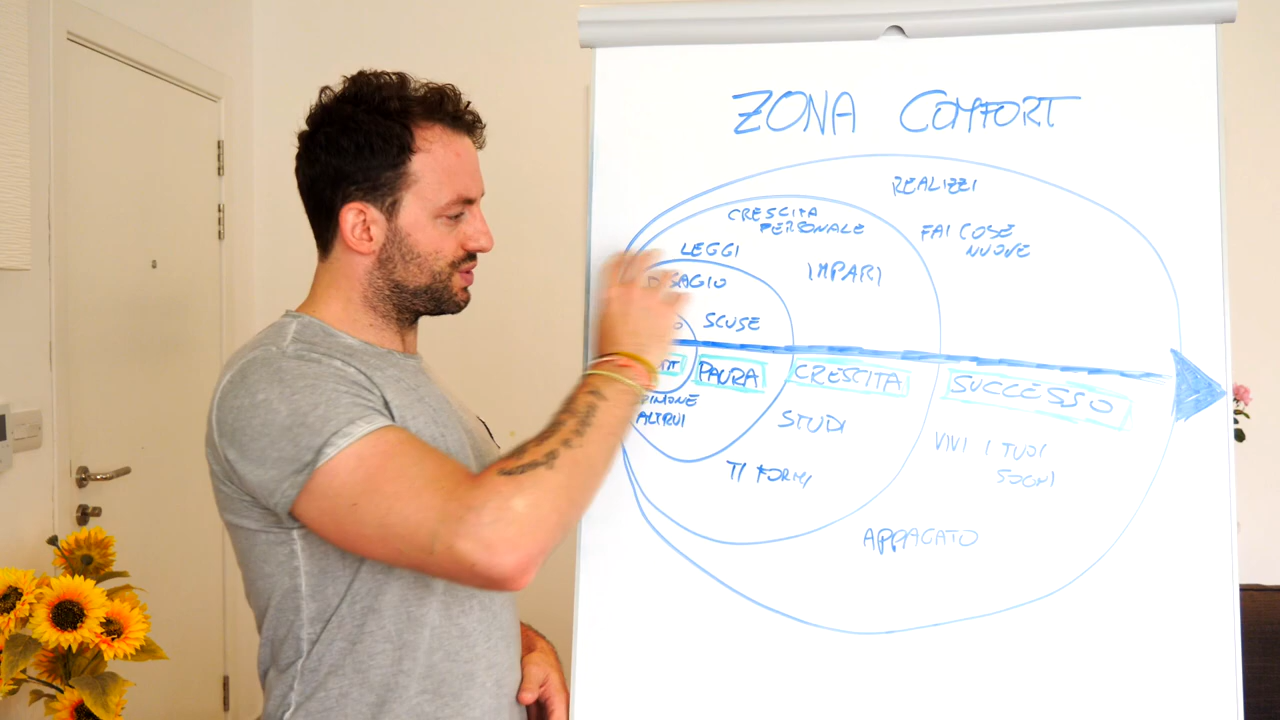 ZONA COMFORT
REALIZZI
CRESCITA
PERSONALE
FAI COSE
NUOVE
LEGGI
IMPARI
DISAGIO
SCUSE
PAURA
CRESCITA
SUCCESSO
ALTRUI
STUDI
VIVI I TUOI
SOGNI
TI FORMI
APPAGATO